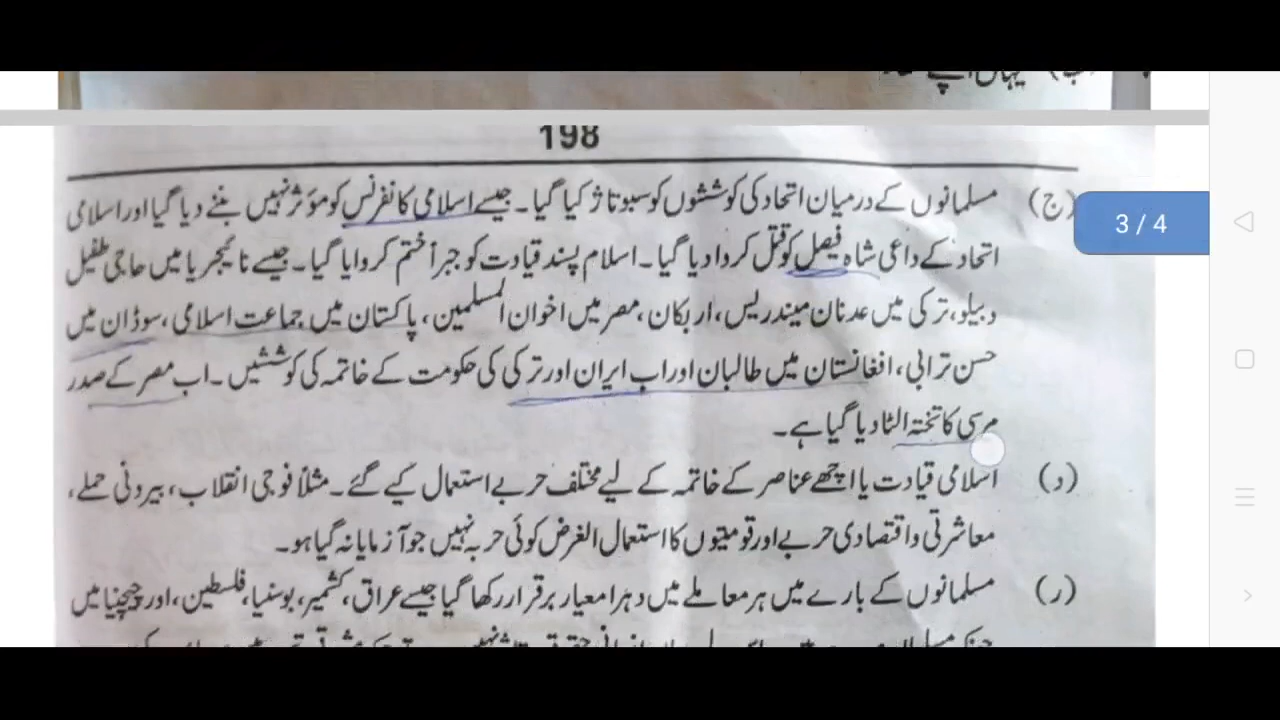 198
(ج) مسلمانوں کے درمیان اتحاد کی کوششوں کو سبوتاژ کیا گیا۔ جیسے اسلامی کانفرنس کو مؤثر نہیں بننے دیا گیا اور اسلامی
3 / 4
اتحاد کے داعی شاہ فیصل کو قتل کروا دیا گیا۔ اسلام پسند قیادت کو جبراً ختم کروایا گیا۔ جیسے نائیجریا میں حاجی طفیل
وبیلو، ترکی میں عدنان میندریس، اربکان، مصر میں اخوان المسلمین، پاکستان میں جماعت اسلامی، سوڈان میں
حسن ترابی، افغانستان میں طالبان اور اب ایران اور ترکی کی حکومت کے خاتمہ کی کوششیں۔ اب مصر کے صدر
مرسی کا تختہ الٹا دیا گیا ہے۔
(د) اسلامی قیادت یا اچھے عناصر کے خاتمہ کے لیے مختلف حربے استعمال کیے گئے۔ مثلاً فوجی انقلاب، بیرونی حملے،
معاشرتی و اقتصادی حربے اور قومیتوں کا استعمال الغرض کوئی حربہ نہیں جو آزمایا نہ گیا ہو۔
(ر) مسلمانوں کے بارے میں ہر معاملے میں دہرا معیار برقرار رکھا گیا جیسے عراق، کشمیر، بوسنیا، فلسطین، اور چیچنیا میں